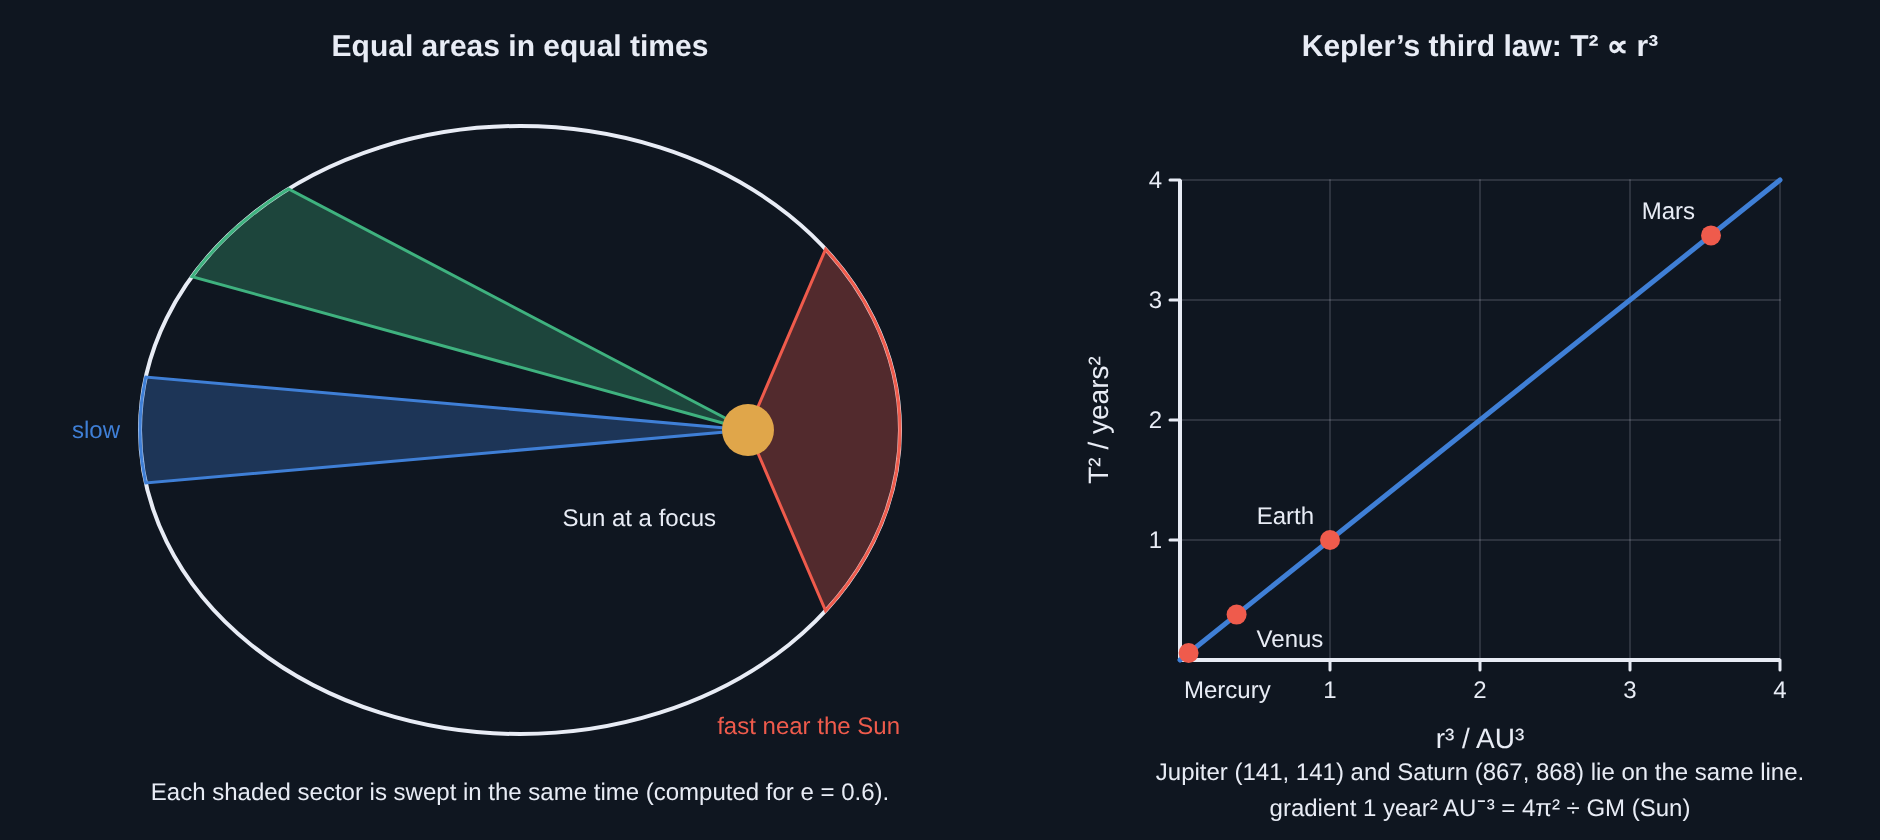 Equal areas in equal times
slow
Sun at a focus
fast near the Sun
Each shaded sector is swept in the same time (computed for e = 0.6).
Kepler’s third law: T² ∝ r³
T² / years²
4
3
2
1
Mars
Earth
Venus
Mercury
1
2
3
4
r³ / AU³
Jupiter (141, 141) and Saturn (867, 868) lie on the same line.
gradient 1 year² AU⁻³ = 4π² ÷ GM (Sun)